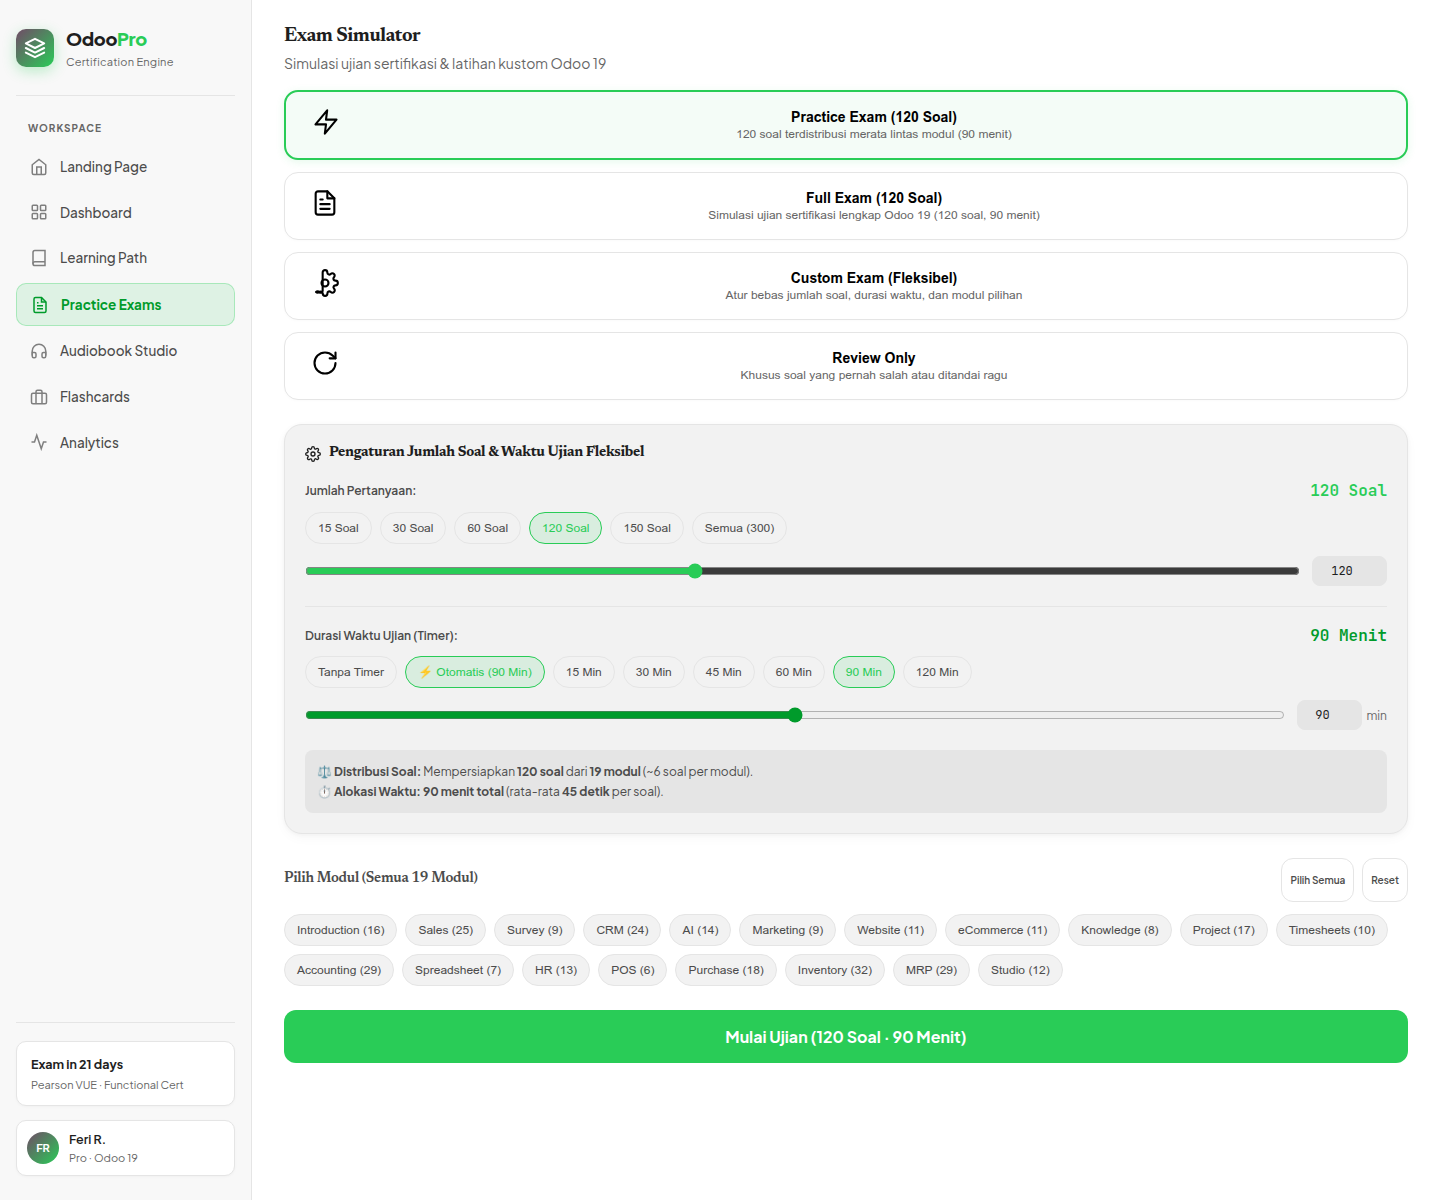 OdooPro
Certification Engine
WORKSPACE
Landing Page
Dashboard
Learning Path
Practice Exams
Audiobook Studio
Flashcards
Analytics
Exam in 21 days
Pearson VUE · Functional Cert
FR
Feri R.
Pro · Odoo 19
Exam Simulator
Simulasi ujian sertifikasi & latihan kustom Odoo 19
Practice Exam (120 Soal)
120 soal terdistribusi merata lintas modul (90 menit)
Full Exam (120 Soal)
Simulasi ujian sertifikasi lengkap Odoo 19 (120 soal, 90 menit)
Custom Exam (Fleksibel)
Atur bebas jumlah soal, durasi waktu, dan modul pilihan
Review Only
Khusus soal yang pernah salah atau ditandai ragu
Pengaturan Jumlah Soal & Waktu Ujian Fleksibel
Jumlah Pertanyaan: 120 Soal
15 Soal 30 Soal 60 Soal 120 Soal 150 Soal Semua (300)
120
Durasi Waktu Ujian (Timer): 90 Menit
Tanpa Timer ⚡ Otomatis (90 Min) 15 Min 30 Min 45 Min 60 Min 90 Min 120 Min
90 min
⚖️ Distribusi Soal: Mempersiapkan 120 soal dari 19 modul (~6 soal per modul).
⏱️ Alokasi Waktu: 90 menit total (rata-rata 45 detik per soal).
Pilih Modul (Semua 19 Modul) Pilih Semua Reset
Introduction (16) Sales (25) Survey (9) CRM (24) AI (14) Marketing (9) Website (11) eCommerce (11) Knowledge (8) Project (17) Timesheets (10)
Accounting (29) Spreadsheet (7) HR (13) POS (6) Purchase (18) Inventory (32) MRP (29) Studio (12)
Mulai Ujian (120 Soal · 90 Menit)